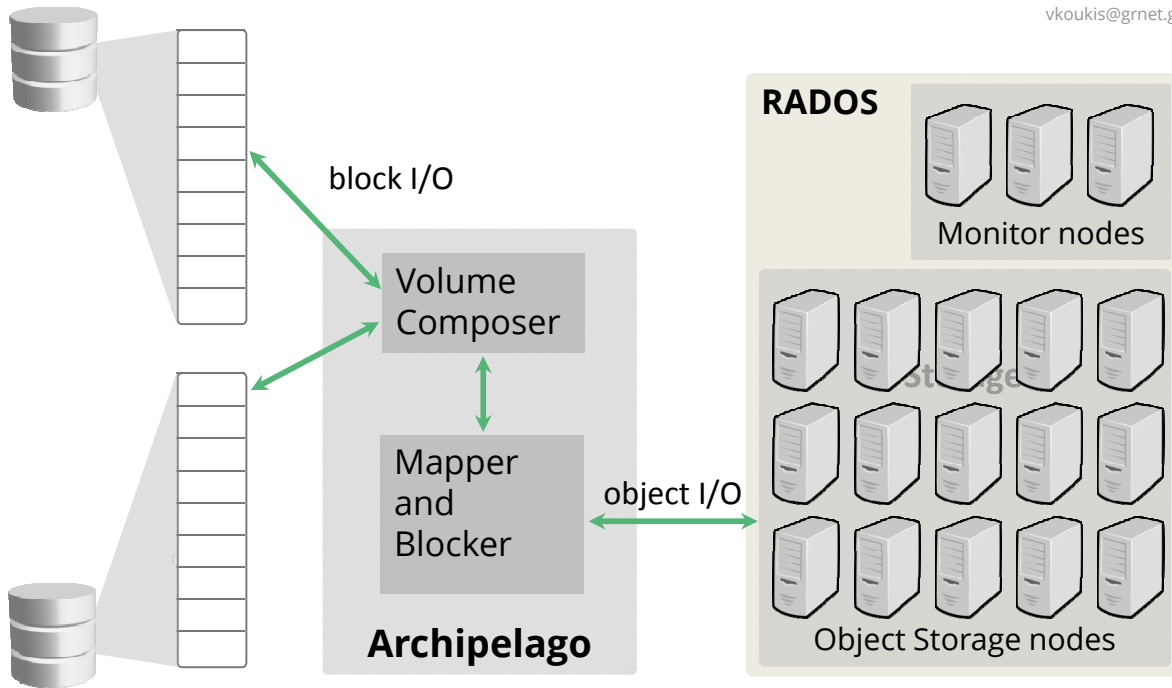 vkoukis@grnet.g
RADOS
Monitor nodes
block I/O
Volume
Composer
Mapper
and
Blocker
object I/O
Archipelago
Object Storage nodes